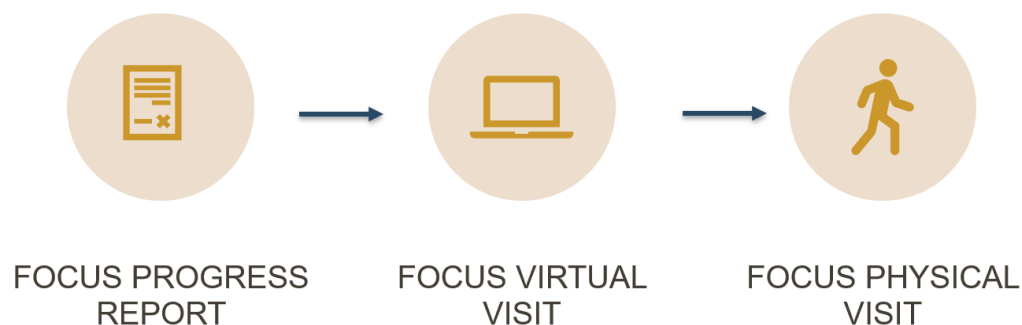 FOCUS PROGRESS
REPORT
FOCUS VIRTUAL
VISIT
FOCUS PHYSICAL
VISIT